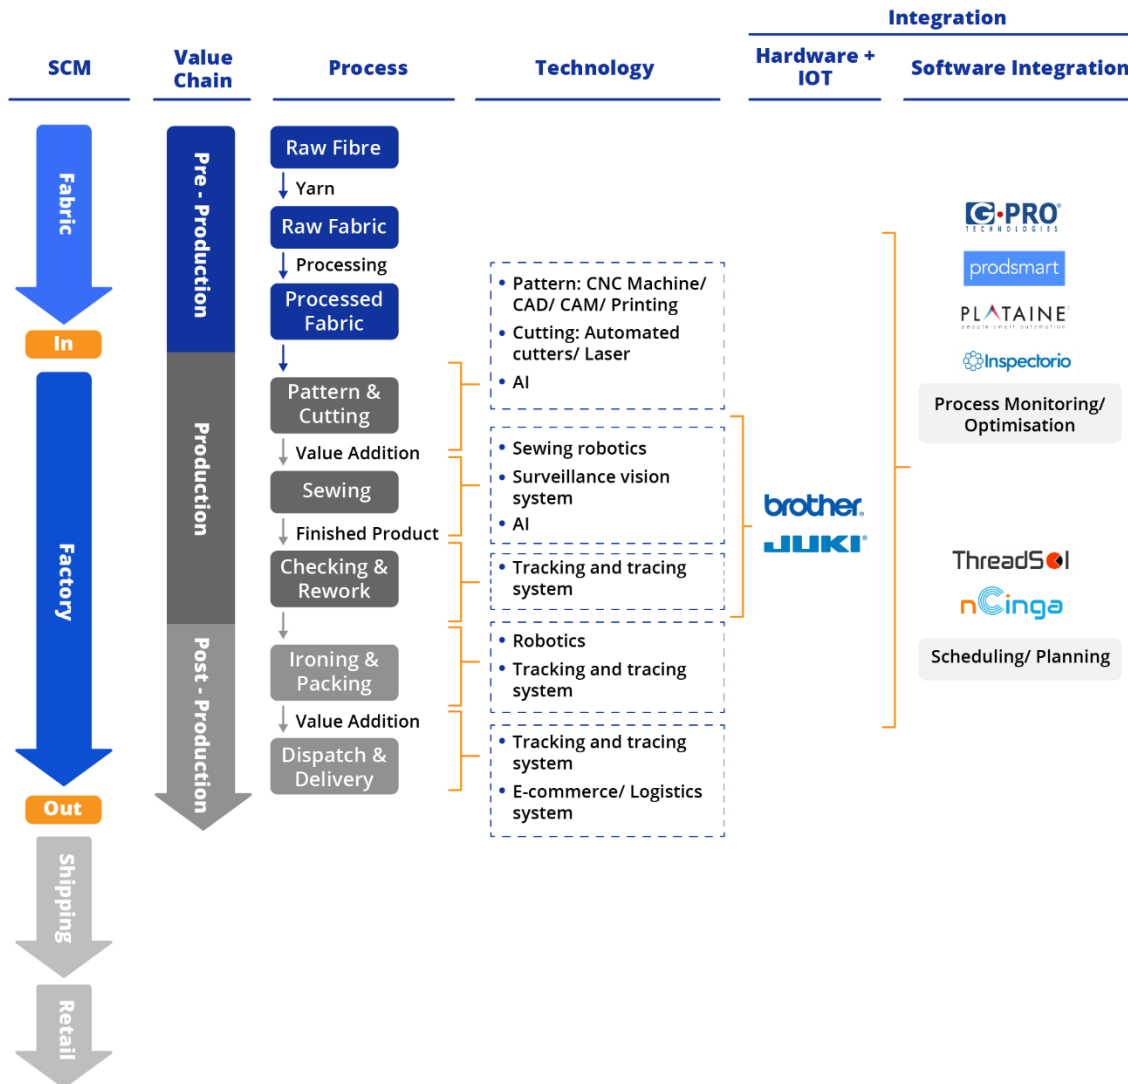 Integration
SCM
Value
Chain
Process
Technology
Hardware +
IOT
Software Integration
Fabric
In
Factory
Out
Shipping
Retail
Pre - Production
Production
Post - Production
Raw Fibre
Yarn
Raw Fabric
Processing
Processed
Fabric
Pattern &
Cutting
Value Addition
Sewing
Finished Product
Checking &
Rework
Ironing &
Packing
Value Addition
Dispatch &
Delivery
• Pattern: CNC Machine/
CAD/ CAM/ Printing
• Cutting: Automated
cutters/ Laser
• AI
• Sewing robotics
• Surveillance vision
system
• AI
• Tracking and tracing
system
• Robotics
• Tracking and tracing
system
• Tracking and tracing
system
• E-commerce/ Logistics
system
brother®
JUKI®
G·PRO®
TECHNOLOGIES
prodsmart
PLATAINE®
people-smart automation
Inspectorio
Process Monitoring/
Optimisation
ThreadSol
nCinga
Scheduling/ Planning